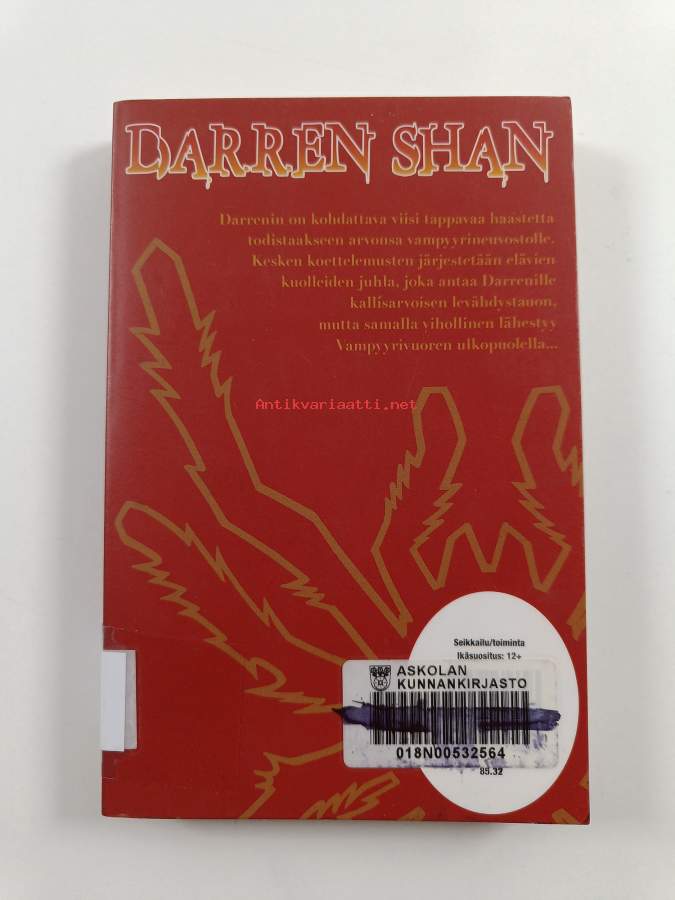 DARREN SHAN
Darrenin on kohdattava viisi tappavaa haastetta
todistaakseen arvonsa vampyyrineuvostolle.
Kesken koettelemusten järjestetään elävien
kuolleiden juhla, joka antaa Darrenille
kallisarvoisen levähdystauon,
mutta samalla vihollinen lähestyy
Vampyyrivuoren ulkopuolella...
Antikvariaatti.net
Seikkailu/toiminta
Ikäsuositus: 12+
ASKOLAN
KUNNANKIRJASTO
018N00532564
85.32